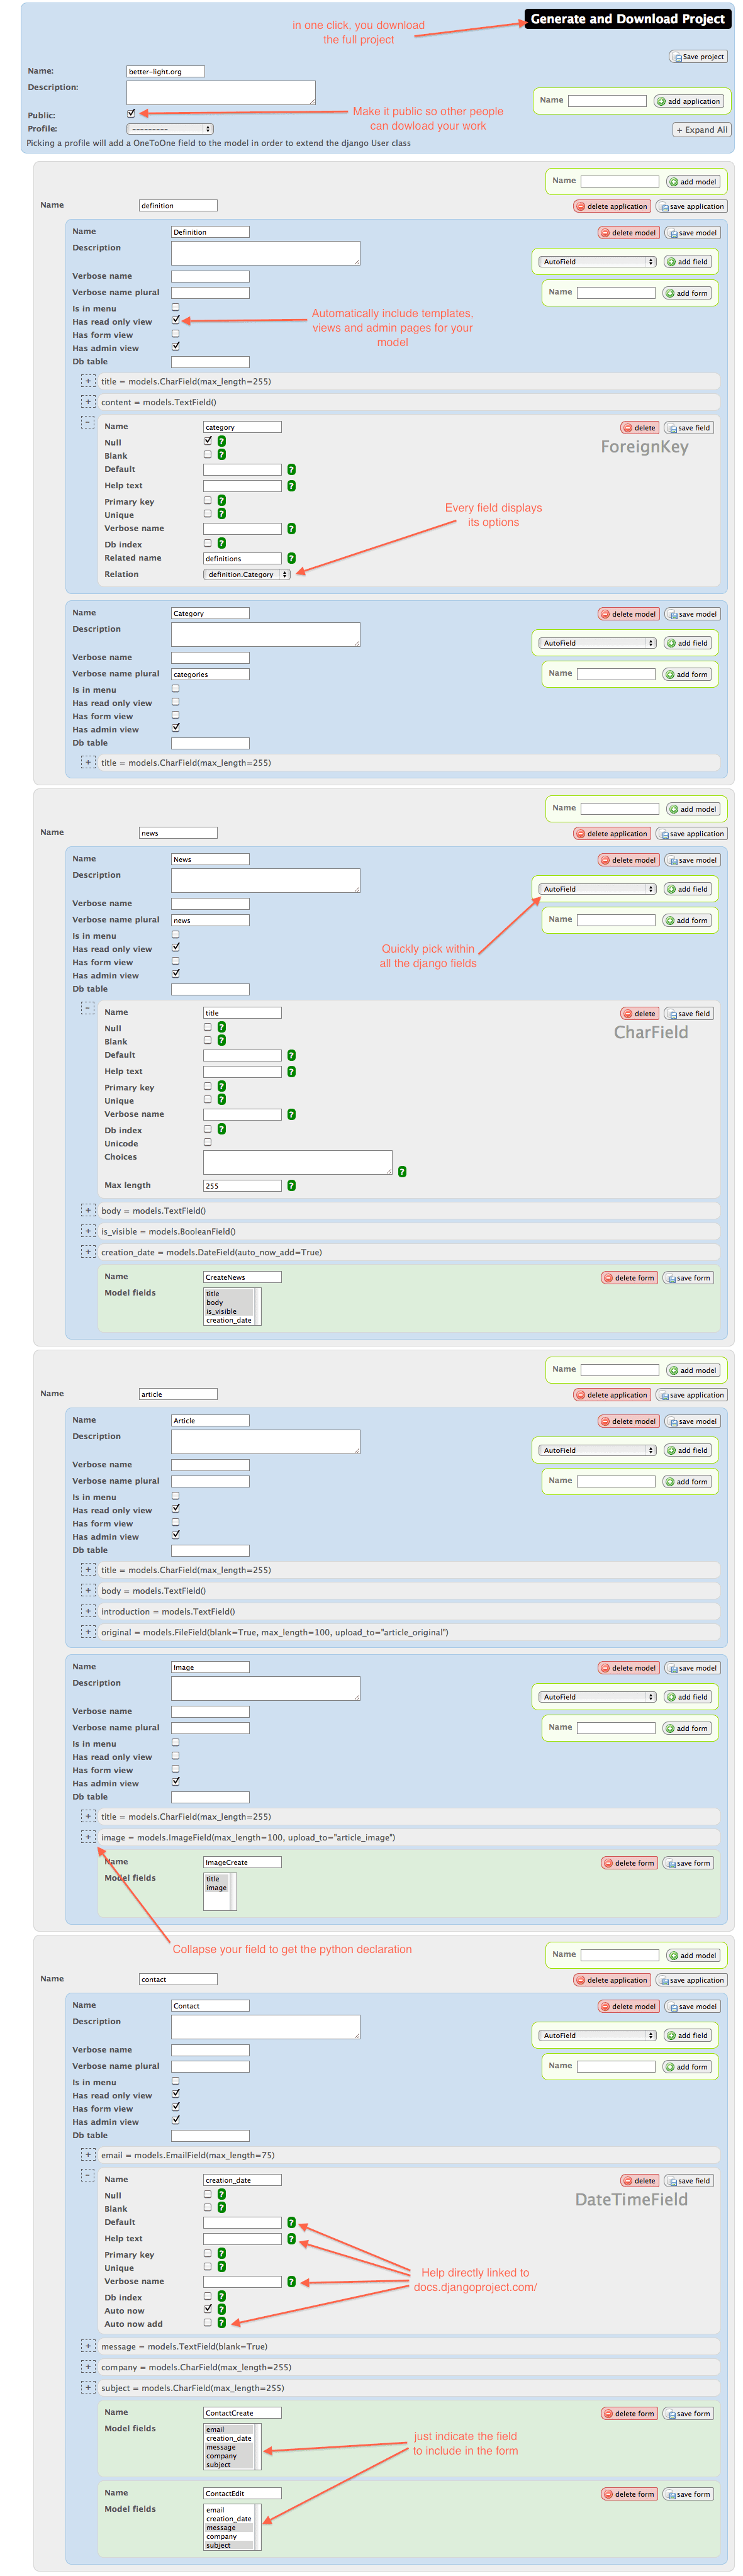 in one click, you download
the full project
Generate and Download Project
Save project
Name: better-light.org
Description:
Name add application
Public:
Make it public so other people
can dowload your work
Profile: ---------
+ Expand All
Picking a profile will add a OneToOne field to the model in order to extend the django User class
Name add model
Name definition delete application save application
Name Definition delete model save model
Description
AutoField add field
Verbose name
Verbose name plural
Name add form
Is in menu
Has read only view
Has form view
Has admin view
Automatically include templates,
views and admin pages for your
model
Db table
+ title = models.CharField(max_length=255)
+ content = models.TextField()
- Name category delete save field
ForeignKey
Null ?
Blank ?
Default ?
Help text ?
Primary key ?
Unique ?
Verbose name ?
Every field displays
its options
Db index ?
Related name definitions ?
Relation definition.Category
Name Category delete model save model
Description
AutoField add field
Verbose name
Verbose name plural categories
Name add form
Is in menu
Has read only view
Has form view
Has admin view
Db table
+ title = models.CharField(max_length=255)
Name add model
Name news delete application save application
Name News delete model save model
Description
AutoField add field
Verbose name
Verbose name plural news
Name add form
Is in menu
Has read only view
Has form view
Has admin view
Quickly pick within
all the django fields
Db table
- Name title delete save field
CharField
Null ?
Blank ?
Default ?
Help text ?
Primary key ?
Unique ?
Verbose name ?
Db index ?
Unicode
Choices ?
Max length 255 ?
+ body = models.TextField()
+ is_visible = models.BooleanField()
+ creation_date = models.DateField(auto_now_add=True)
Name CreateNews delete form save form
Model fields title
body
is_visible
creation_date
Name add model
Name article delete application save application
Name Article delete model save model
Description
AutoField add field
Verbose name
Verbose name plural
Name add form
Is in menu
Has read only view
Has form view
Has admin view
Db table
+ title = models.CharField(max_length=255)
+ body = models.TextField()
+ introduction = models.TextField()
+ original = models.FileField(blank=True, max_length=100, upload_to="article_original")
Name Image delete model save model
Description
AutoField add field
Verbose name
Verbose name plural
Name add form
Is in menu
Has read only view
Has form view
Has admin view
Db table
+ title = models.CharField(max_length=255)
+ image = models.ImageField(max_length=100, upload_to="article_image")
Name ImageCreate delete form save form
Model fields title
image
Collapse your field to get the python declaration
Name add model
Name contact delete application save application
Name Contact delete model save model
Description
AutoField add field
Verbose name
Verbose name plural
Name add form
Is in menu
Has read only view
Has form view
Has admin view
Db table
+ email = models.EmailField(max_length=75)
- Name creation_date delete save field
DateTimeField
Null ?
Blank ?
Default ?
Help text ?
Primary key ?
Unique ?
Verbose name ?
Help directly linked to
docs.djangoproject.com/
Db index ?
Auto now ?
Auto now add ?
+ message = models.TextField(blank=True)
+ company = models.CharField(max_length=255)
+ subject = models.CharField(max_length=255)
Name ContactCreate delete form save form
Model fields email
creation_date
message
company
subject
just indicate the field
to include in the form
Name ContactEdit delete form save form
Model fields email
creation_date
message
company
subject